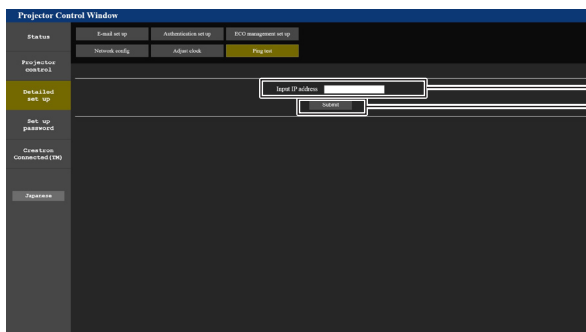 Projector Control Window
Status
E-mail set up
Authentication set up
ECO management set up
Network config
Adjust clock
Ping test
Projector
control
Detailed
set up
Input IP address
Submit
Set up
password
Crestron
Connected(TM)
Japanese